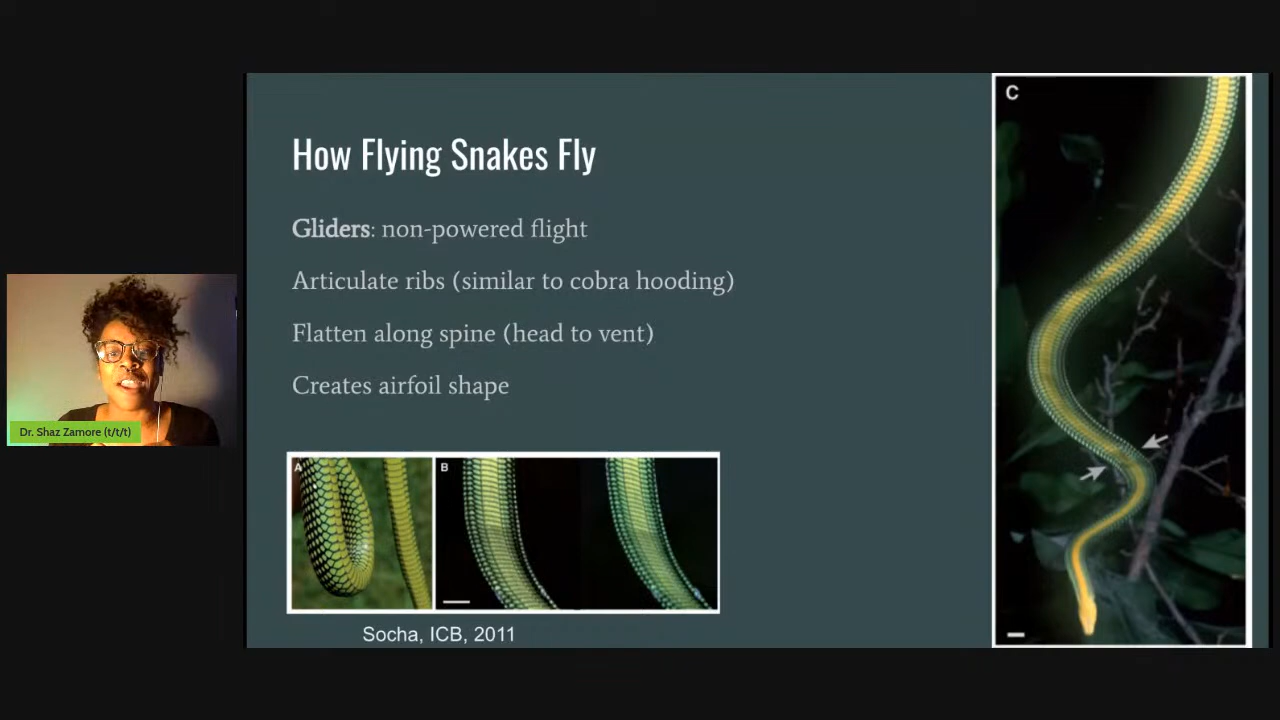 How Flying Snakes Fly
Gliders: non-powered flight
Articulate ribs (similar to cobra hooding)
Flatten along spine (head to vent)
Creates airfoil shape
Dr. Shaz Zamore (t/t/t)
A
B
C
Socha, ICB, 2011